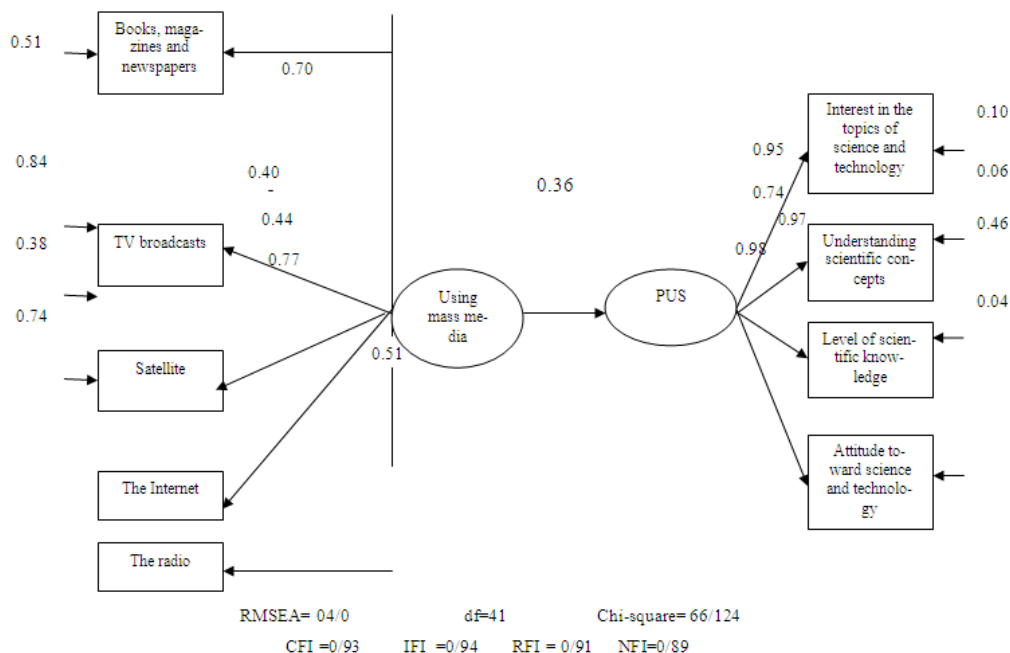 0.51
Books, maga-
zines and
newspapers
0.70
0.84
0.40
-
0.44
0.38
TV broadcasts
0.77
0.74
Satellite
The Internet
The radio
0.51
Using
mass me-
dia
0.36
PUS
0.95
0.74
0.97
0.98
Interest in the
topics of
science and
technology
0.10
0.06
Understanding
scientific con-
cepts
0.46
Level of scien-
tific know-
ledge
0.04
Attitude to-
ward science
and technolo-
gy
RMSEA= 04/0 df=41 Chi-square= 66/124
CFI =0/93 IFI =0/94 RFI = 0/91 NFI=0/89